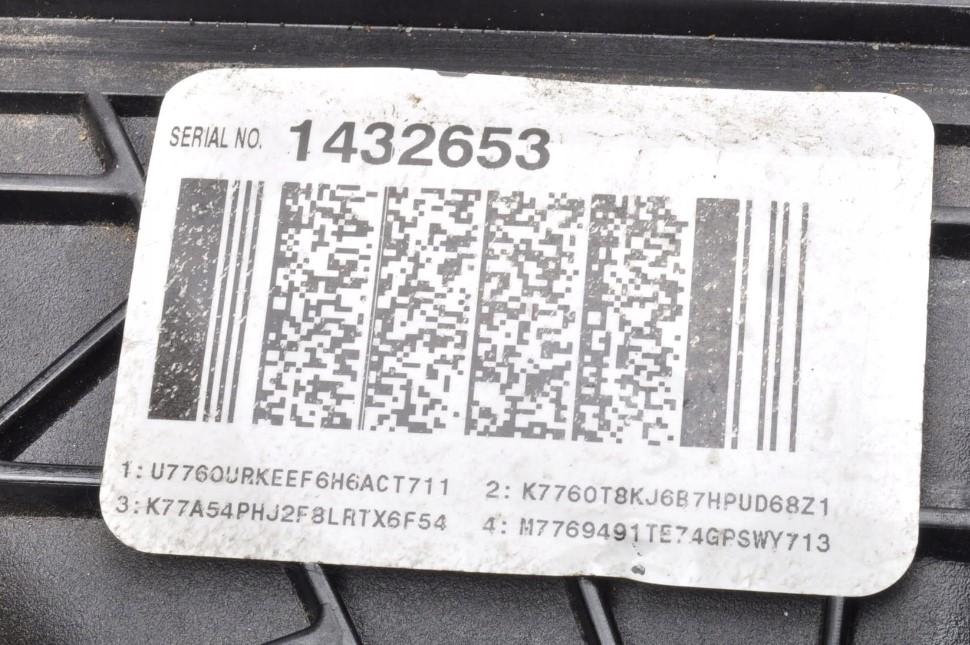 SERIAL NO. 1432653
1: U7760URKEEF6H6ACT711 2: K7760T8KJ6B7HPUD68Z1
3: K77A54PHJ2F8LRTX6F54 4: M7769491TE74GPSWY713